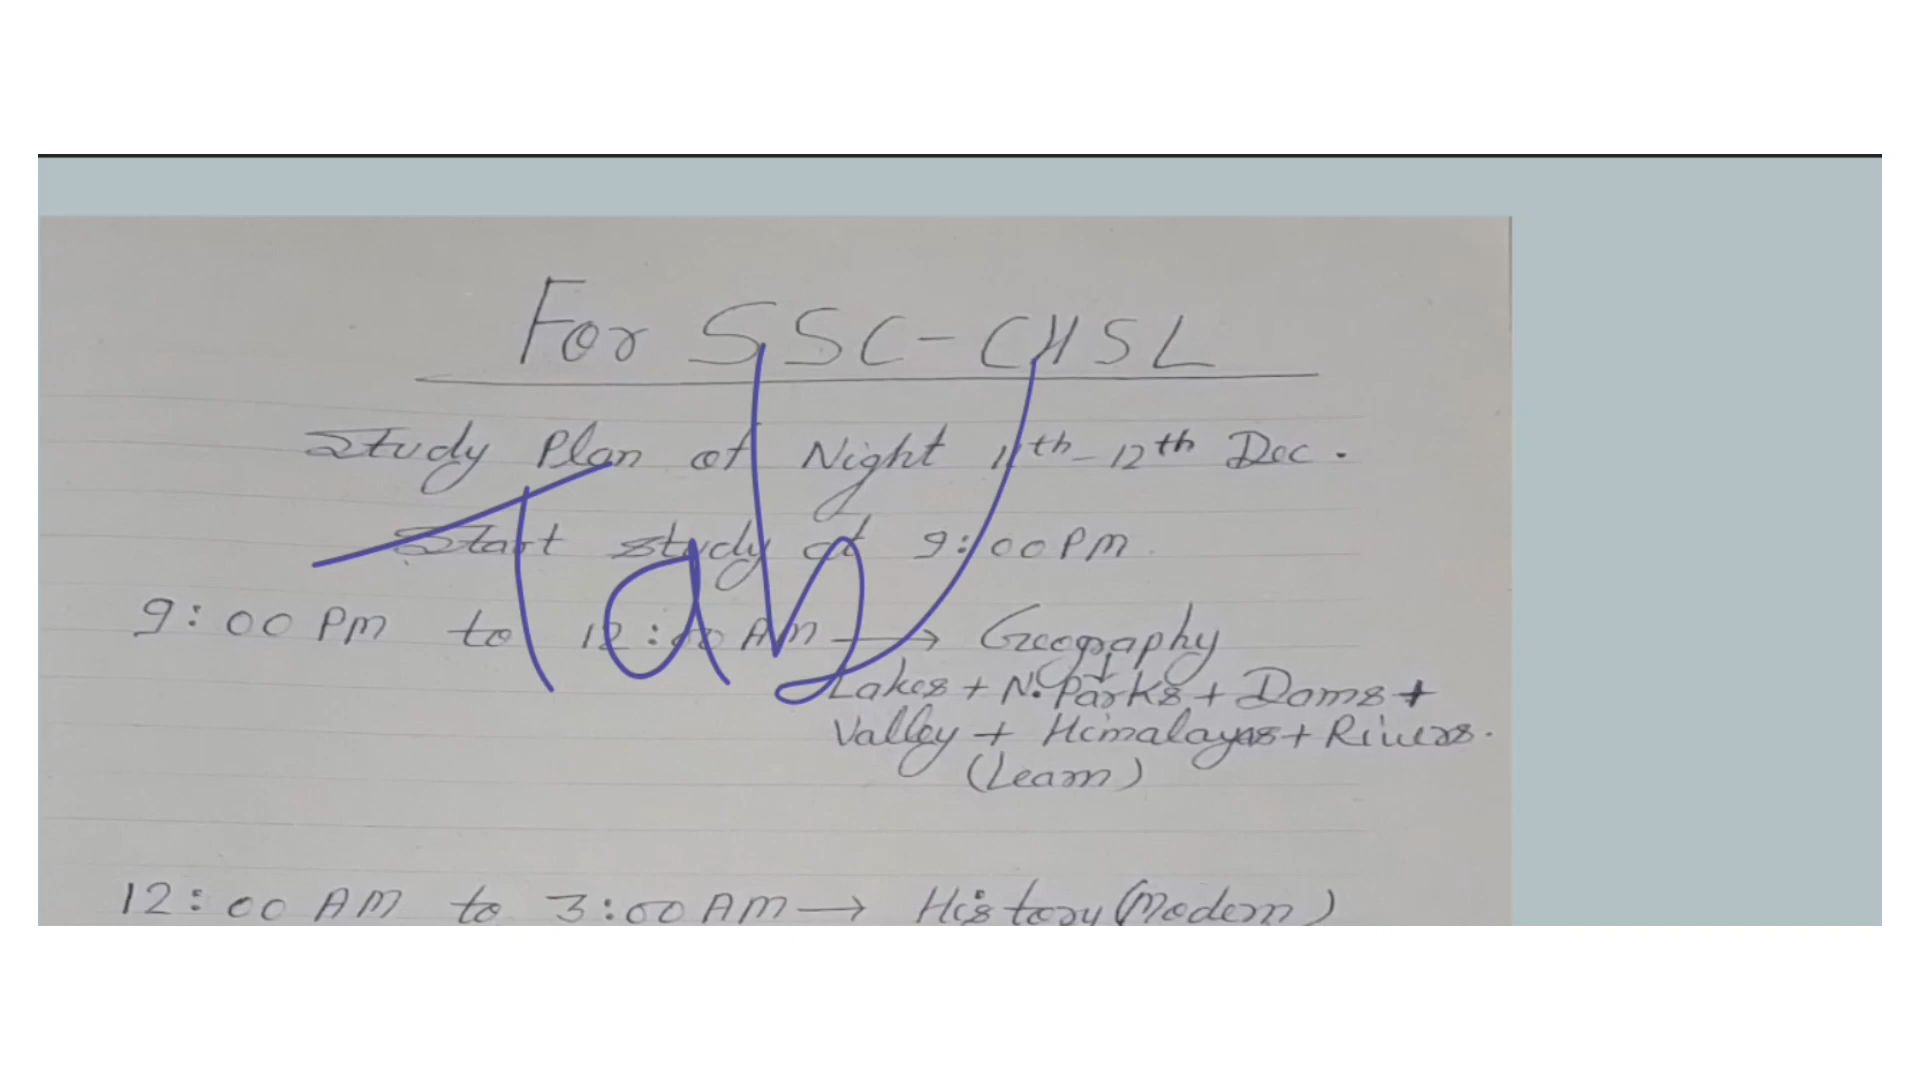 For SSC-CHSL
Study Plan of Night 11th-12th Dec.
Start study at 9:00 PM
9:00 PM to 12:00 AM → Geography
↓
Lakes + N. Parks + Dams +
Valley + Himalayas + Rivers.
(Learn)
12:00 AM to 3:00 AM → History (Modern)
Tab